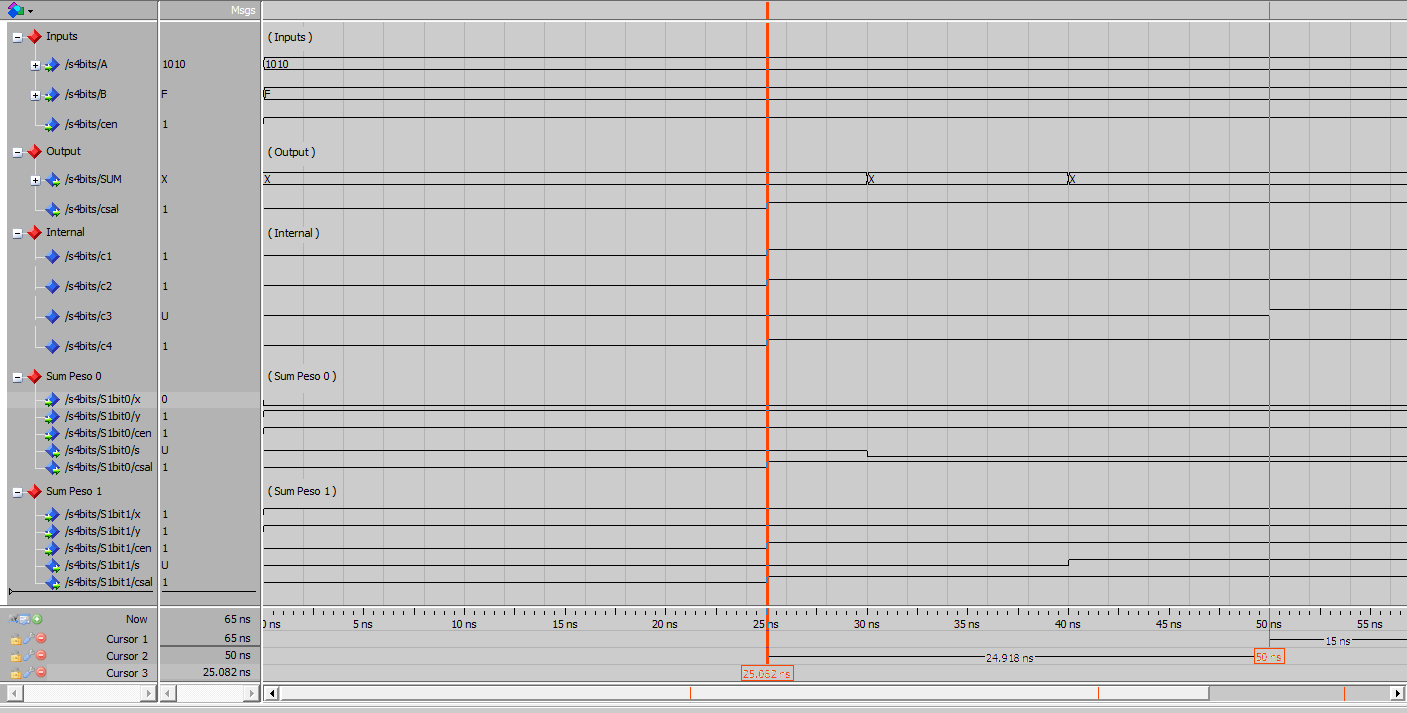 Msgs
Inputs ( Inputs )
/s4bits/A 1010 1010
/s4bits/B F F
/s4bits/cen 1
Output ( Output )
/s4bits/SUM X X X X
/s4bits/csal 1
Internal ( Internal )
/s4bits/c1 1
/s4bits/c2 1
/s4bits/c3 U
/s4bits/c4 1
Sum Peso 0 ( Sum Peso 0 )
/s4bits/S1bit0/x 0
/s4bits/S1bit0/y 1
/s4bits/S1bit0/cen 1
/s4bits/S1bit0/s U
/s4bits/S1bit0/csal 1
Sum Peso 1 ( Sum Peso 1 )
/s4bits/S1bit1/x 1
/s4bits/S1bit1/y 1
/s4bits/S1bit1/cen 1
/s4bits/S1bit1/s U
/s4bits/S1bit1/csal 1
Now 65 ns 0 ns 5 ns 10 ns 15 ns 20 ns 25 ns 30 ns 35 ns 40 ns 45 ns 50 ns 55 ns
Cursor 1 65 ns 15 ns
Cursor 2 50 ns 24.918 ns 50 ns
Cursor 3 25.082 ns 25.082 ns